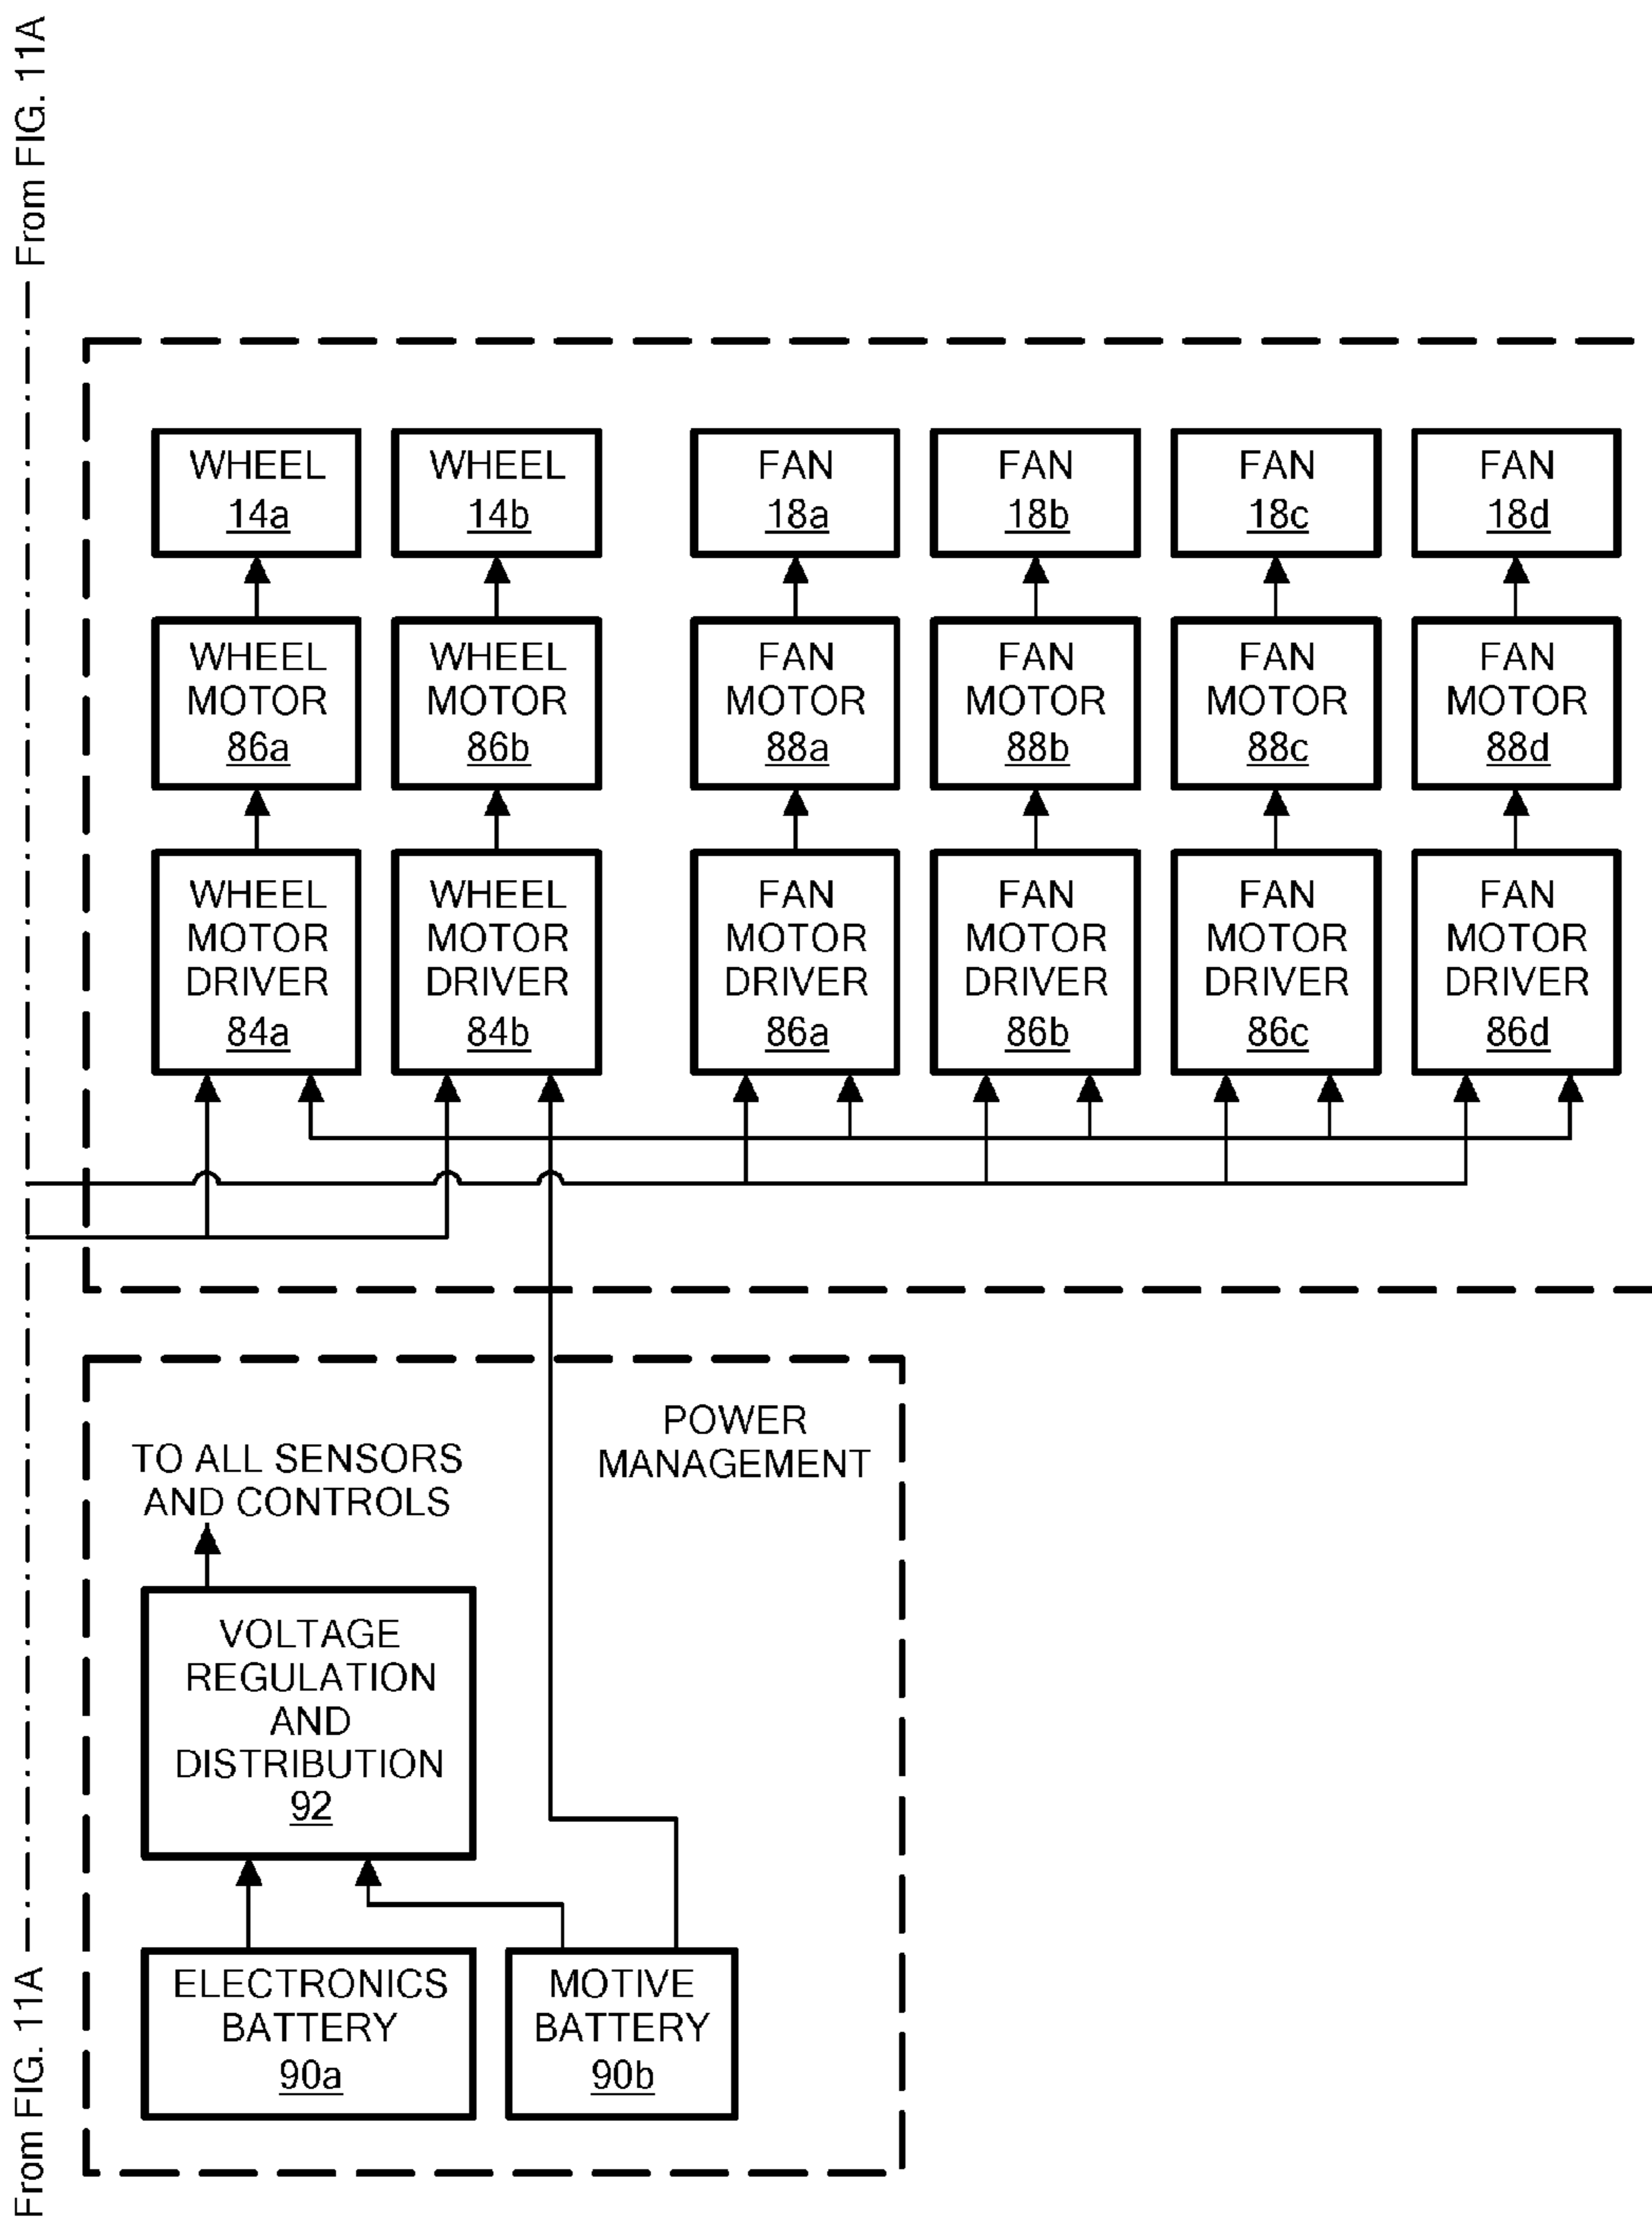 From FIG. 11A
WHEEL
14a
WHEEL
14b
FAN
18a
FAN
18b
FAN
18c
FAN
18d
WHEEL
MOTOR
86a
WHEEL
MOTOR
86b
FAN
MOTOR
88a
FAN
MOTOR
88b
FAN
MOTOR
88c
FAN
MOTOR
88d
WHEEL
MOTOR
DRIVER
84a
WHEEL
MOTOR
DRIVER
84b
FAN
MOTOR
DRIVER
86a
FAN
MOTOR
DRIVER
86b
FAN
MOTOR
DRIVER
86c
FAN
MOTOR
DRIVER
86d
POWER
MANAGEMENT
TO ALL SENSORS
AND CONTROLS
VOLTAGE
REGULATION
AND
DISTRIBUTION
92
ELECTRONICS
BATTERY
90a
MOTIVE
BATTERY
90b
From FIG. 11A